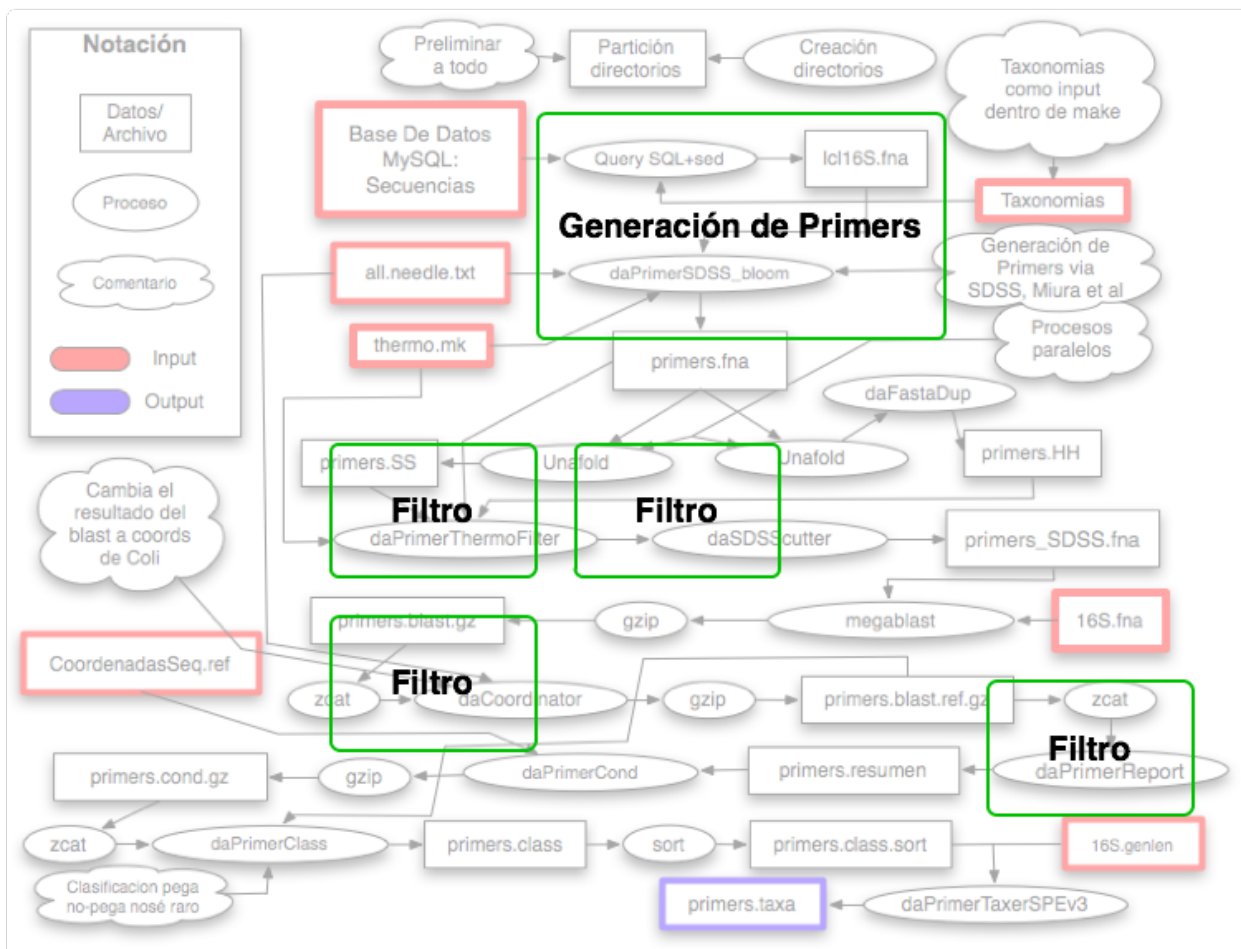 Notación
Datos/
Archivo
Proceso
Comentario
Input
Output
Preliminar
a todo
Partición
directorios
Creación
directorios
Taxonomias
como input
dentro de make
Base De Datos
MySQL:
Secuencias
Query SQL+sed
lcl16S.fna
Taxonomias
Generación de Primers
all.needle.txt
daPrimerSDSS_bloom
Generación de
Primers via
SDSS, Miura et al
thermo.mk
primers.fna
Procesos
paralelos
daFastaDup
primers.SS
Unafold
Unafold
primers.HH
Cambia el
resultado del
blast a coords
de Coli
Filtro
Filtro
daPrimerThermoFilter
daSDSScutter
primers_SDSS.fna
primers.blast.gz
gzip
megablast
16S.fna
CoordenadasSeq.ref
Filtro
zcat
daCoordinator
gzip
primers.blast.ref.gz
zcat
Filtro
primers.cond.gz
gzip
daPrimerCond
primers.resumen
daPrimerReport
zcat
daPrimerClass
primers.class
sort
primers.class.sort
16S.genlen
Clasificacion pega
no-pega nosé raro
primers.taxa
daPrimerTaxerSPEv3